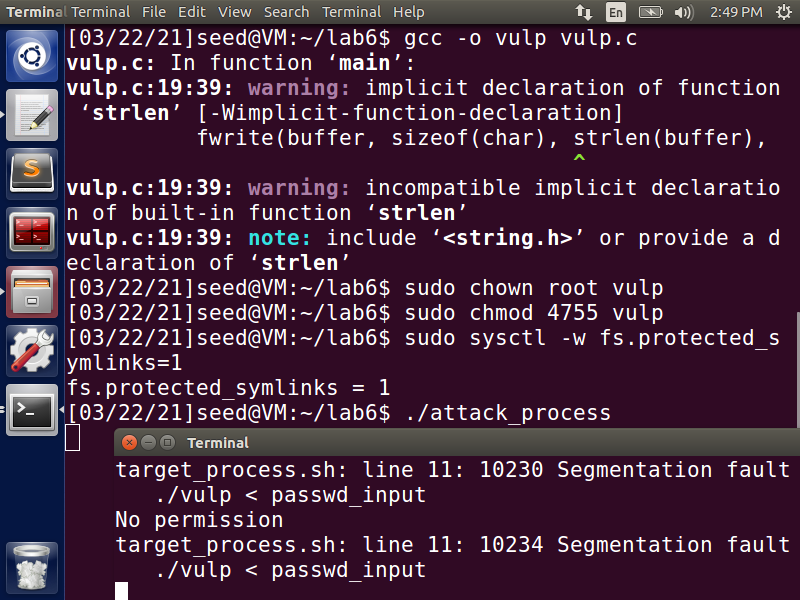 Terminal Terminal File Edit View Search Terminal Help En 2:49 PM
[03/22/21]seed@VM:~/lab6$ gcc -o vulp vulp.c
vulp.c: In function ‘main’:
vulp.c:19:39: warning: implicit declaration of function
‘strlen’ [-Wimplicit-function-declaration]
fwrite(buffer, sizeof(char), strlen(buffer),
^
vulp.c:19:39: warning: incompatible implicit declaratio
n of built-in function ‘strlen’
vulp.c:19:39: note: include ‘<string.h>’ or provide a d
eclaration of ‘strlen’
[03/22/21]seed@VM:~/lab6$ sudo chown root vulp
[03/22/21]seed@VM:~/lab6$ sudo chmod 4755 vulp
[03/22/21]seed@VM:~/lab6$ sudo sysctl -w fs.protected_s
ymlinks=1
fs.protected_symlinks = 1
[03/22/21]seed@VM:~/lab6$ ./attack_process
Terminal
target_process.sh: line 11: 10230 Segmentation fault
./vulp < passwd_input
No permission
target_process.sh: line 11: 10234 Segmentation fault
./vulp < passwd_input